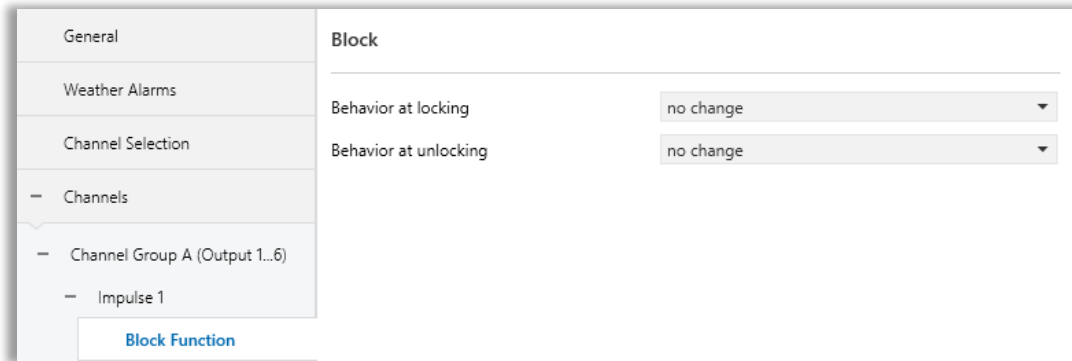 General
Weather Alarms
Channel Selection
Channels
Channel Group A (Output 1...6)
Impulse 1
Block Function
Block
Behavior at locking no change
Behavior at unlocking no change